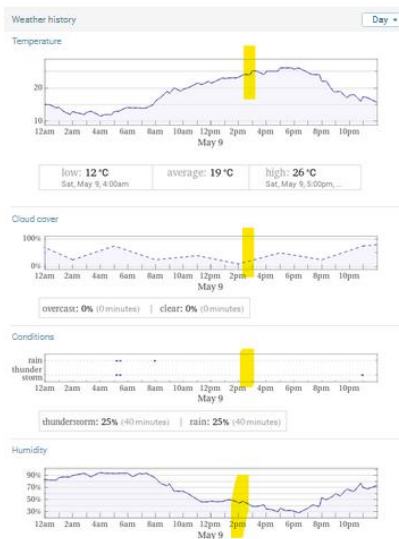 Weather history
Day
Temperature
20
10
12am 2am 4am 6am 8am 10am 12pm 2pm 4pm 6pm 8pm 10pm
May 9
low: 12 °C average: 19 °C high: 26 °C
Sat, May 9, 4:00am Sat, May 9, 5:00pm, ...
Cloud cover
100%
0%
12am 2am 4am 6am 8am 10am 12pm 2pm 4pm 6pm 8pm 10pm
May 9
overcast: 0% (0 minutes) | clear: 0% (0 minutes)
Conditions
rain
thunder
storm
12am 2am 4am 6am 8am 10am 12pm 2pm 4pm 6pm 8pm 10pm
May 9
thunderstorm: 25% (40 minutes) | rain: 25% (40 minutes)
Humidity
90%
70%
50%
30%
12am 2am 4am 6am 8am 10am 12pm 2pm 4pm 6pm 8pm 10pm
May 9